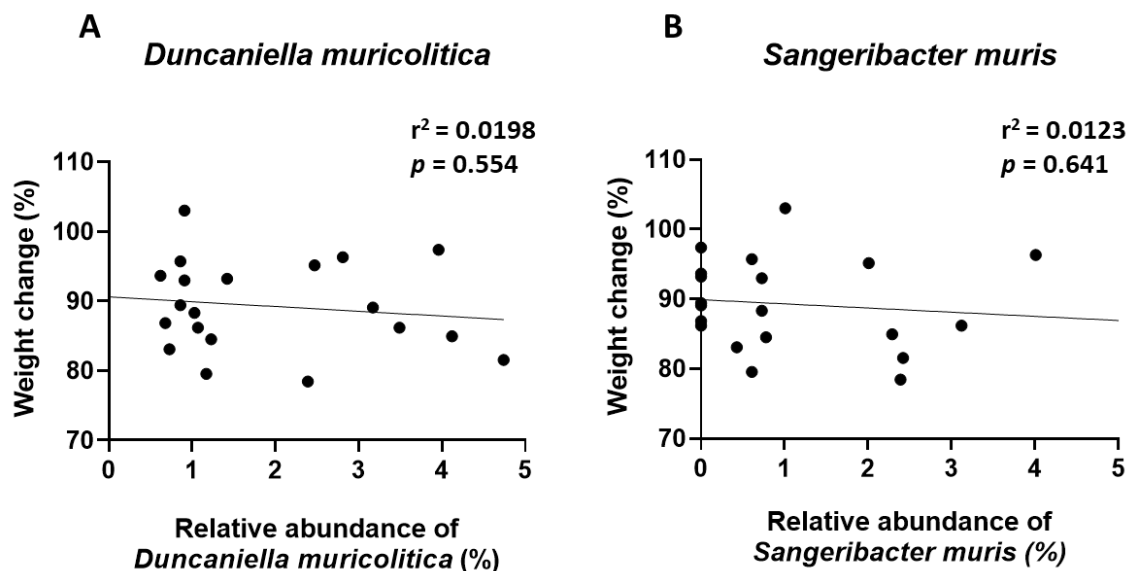 A
Duncaniella muricolitica
r² = 0.0198
p = 0.554
110
100
90
80
70
Weight change (%)
0 1 2 3 4 5
Relative abundance of
Duncaniella muricolitica (%)
B
Sangeribacter muris
r² = 0.0123
p = 0.641
110
100
90
80
70
Weight change (%)
0 1 2 3 4 5
Relative abundance of
Sangeribacter muris (%)